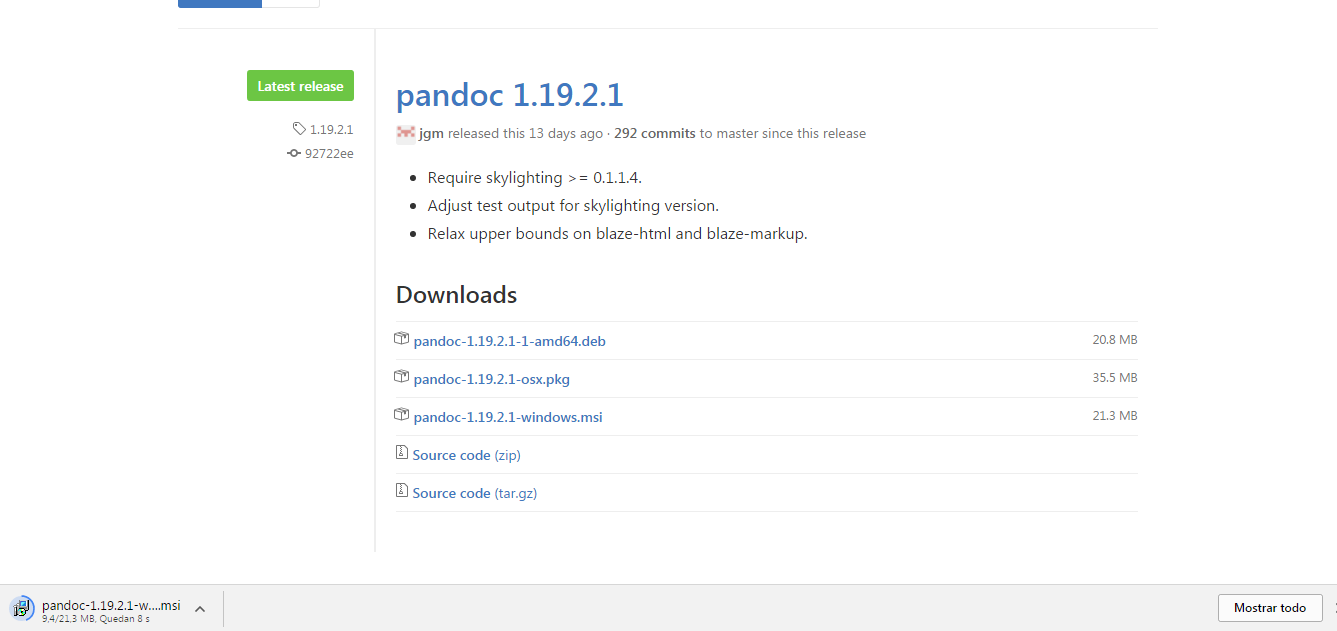 Latest release
1.19.2.1
92722ee
pandoc 1.19.2.1
jgm released this 13 days ago · 292 commits to master since this release
Require skylighting >= 0.1.1.4.
Adjust test output for skylighting version.
Relax upper bounds on blaze-html and blaze-markup.
Downloads
pandoc-1.19.2.1-1-amd64.deb 20.8 MB
pandoc-1.19.2.1-osx.pkg 35.5 MB
pandoc-1.19.2.1-windows.msi 21.3 MB
Source code (zip)
Source code (tar.gz)
pandoc-1.19.2.1-w....msi
9.4/21.3 MB, Quedan 8 s
Mostrar todo